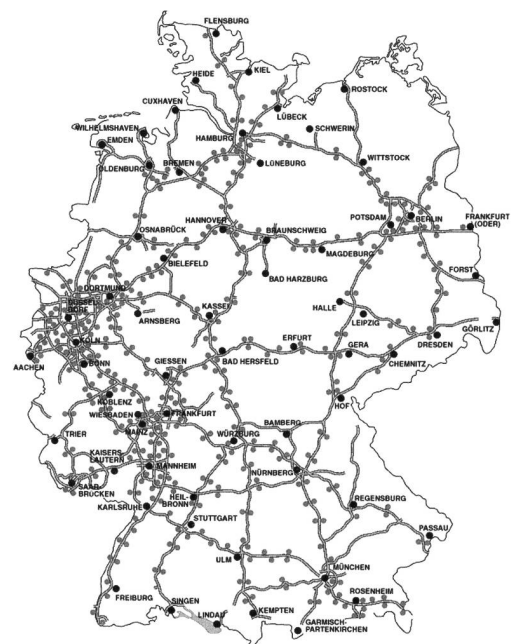 FLENSBURG
KIEL
HEIDE
ROSTOCK
CUXHAVEN
LÜBECK
WILHELMSHAVEN
EMDEN
HAMBURG
SCHWERIN
OLDENBURG
BREMEN
LÜNEBURG
WITTSTOCK
HANNOVER
POTSDAM
BERLIN
FRANKFURT
(ODER)
OSNABRÜCK
BRAUNSCHWEIG
MAGDEBURG
BIELEFELD
BAD HARZBURG
FORST
DORTMUND
DÜSSEL-
DORF
ARNSBERG
KASSEL
HALLE
LEIPZIG
GÖRLITZ
KÖLN
ERFURT
GERA
DRESDEN
AACHEN
BONN
GIESSEN
BAD HERSFELD
CHEMNITZ
KOBLENZ
WIESBADEN
FRANKFURT
HOF
MAINZ
TRIER
WÜRZBURG
BAMBERG
KAISERS-
LAUTERN
MANNHEIM
NÜRNBERG
SAAR-
BRÜCKEN
HEIL-
BRONN
KARLSRUHE
REGENSBURG
STUTTGART
PASSAU
ULM
MÜNCHEN
FREIBURG
SINGEN
LINDAU
KEMPTEN
ROSENHEIM
GARMISCH-
PARTENKIRCHEN